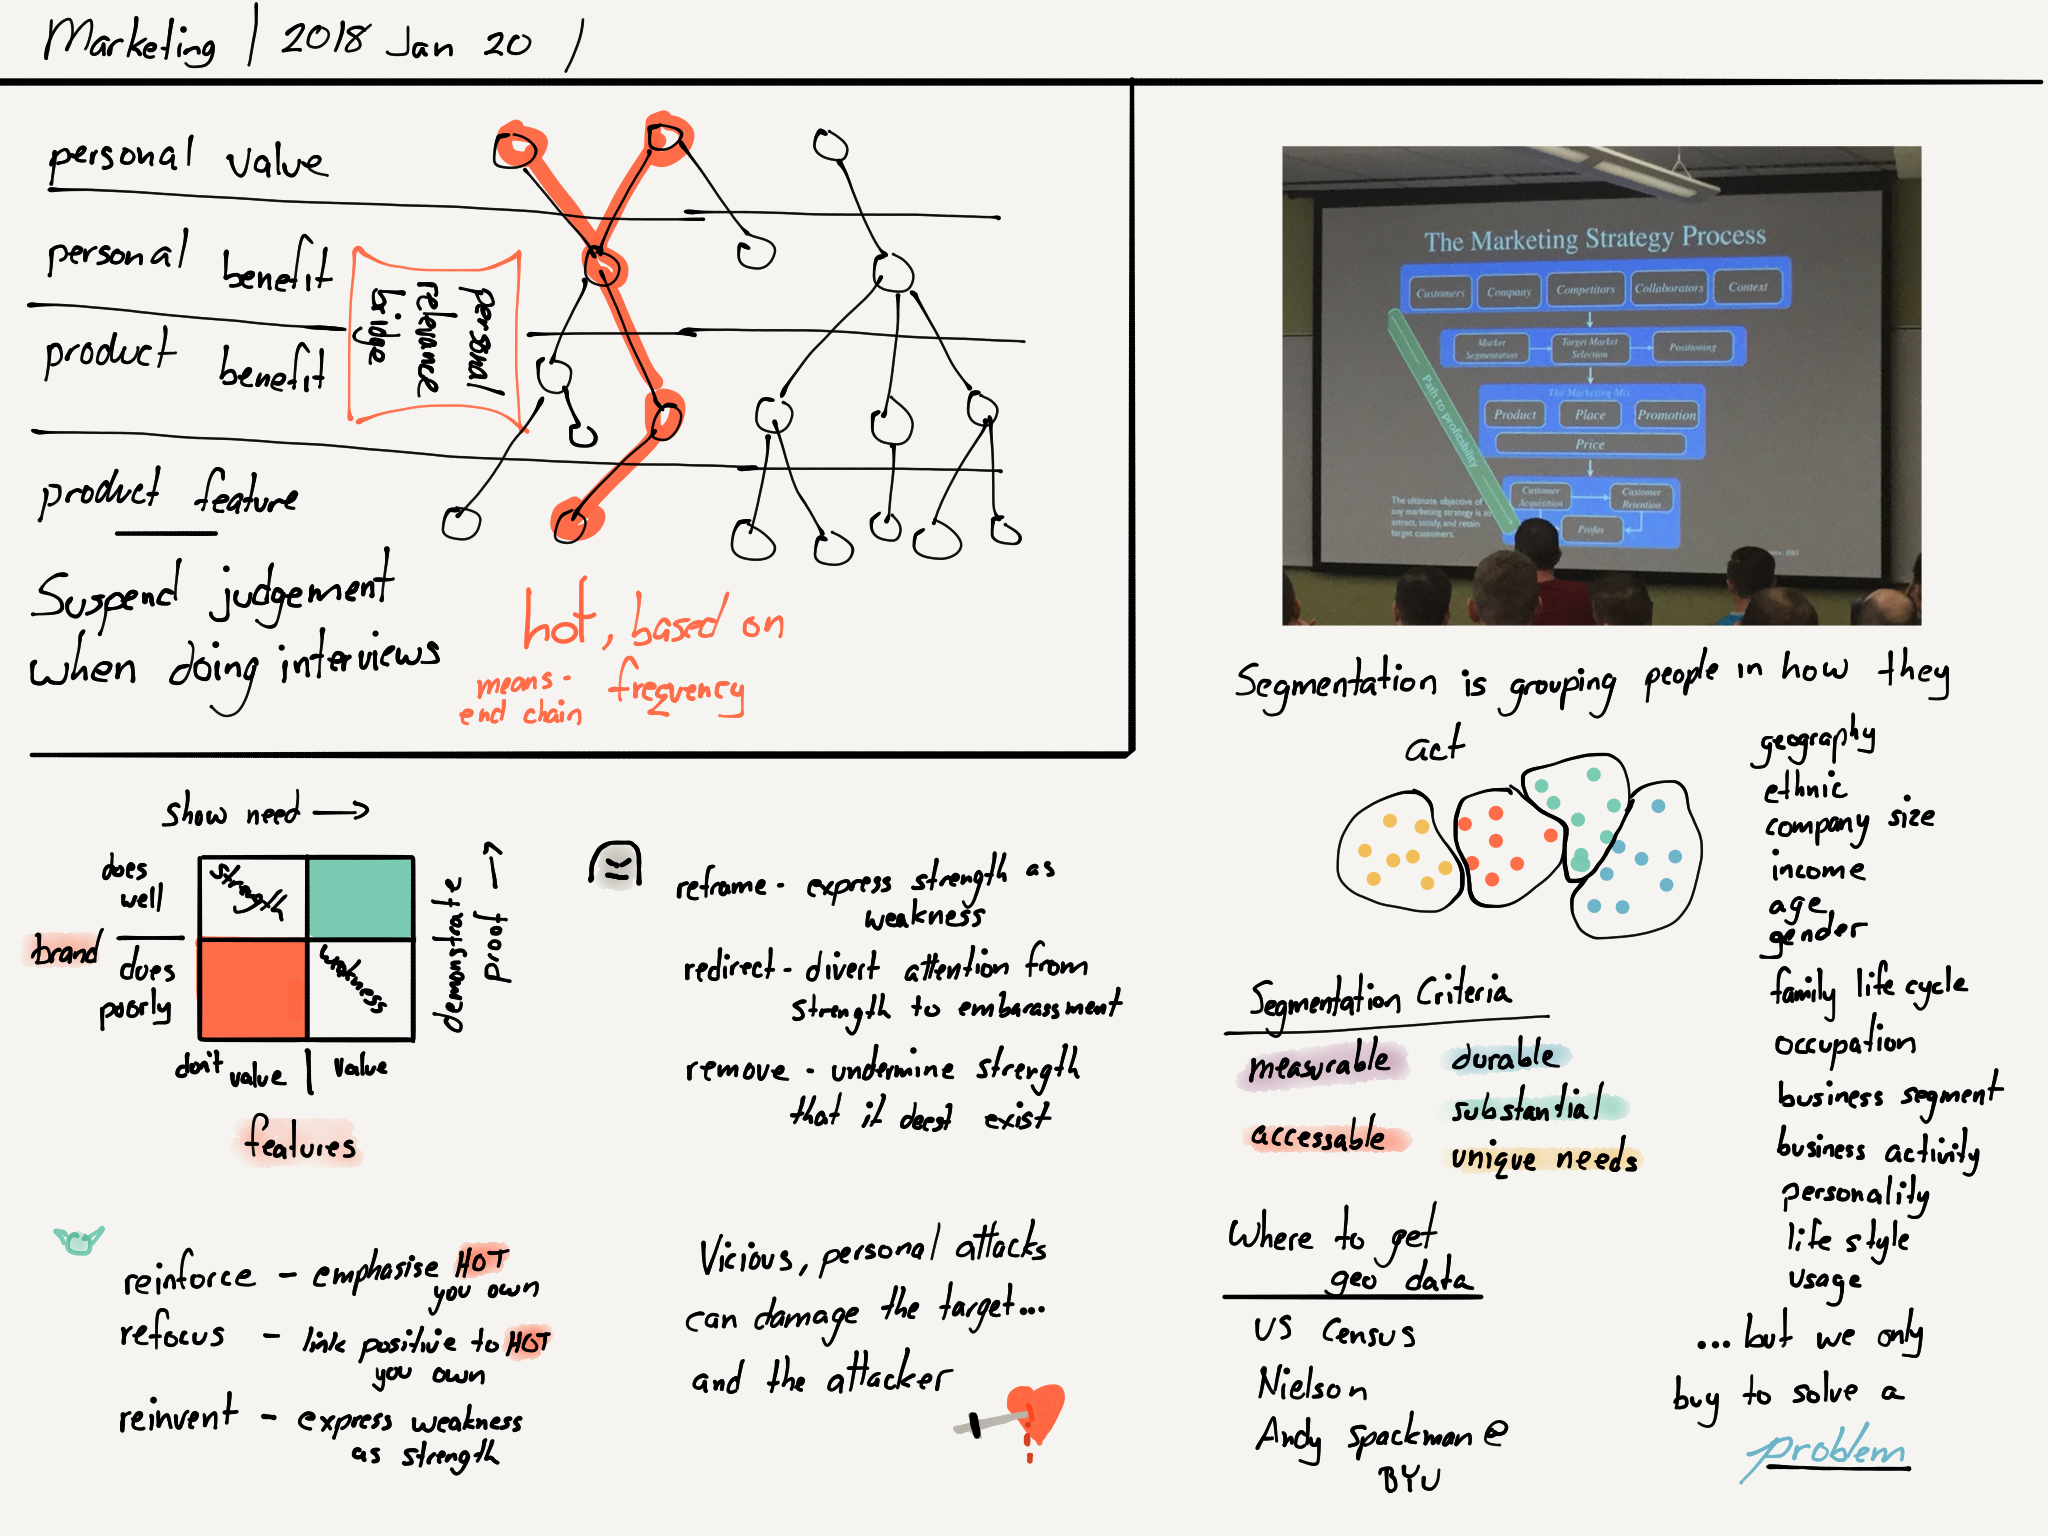 Marketing | 2018 Jan 20 /
personal value
personal benefit
product benefit
product feature
personal
relevance
bridge
Suspend judgement
when doing interviews
hot, based on
means- frequency
end chain
show need →
does
well
brand
does
poorly
strength
weakness
demonstrate
proof →
don't value | value
features
reframe - express strength as
weakness
redirect - divert attention from
strength to embarassment
remove - undermine strength
that it doest exist
reinforce - emphasise HOT
you own
refocus - link positivie to HOT
you own
reinvent - express weakness
as strength
Vicious, personal attacks
can damage the target...
and the attacker
The Marketing Strategy Process
Customers Company Competitors Collaborators Context
Market Segmentation
Target Market Selection
Positioning
The Marketing Mix
Product Place Promotion
Price
Customer Acquisition
Customer Retention
Profits
Path to profitability
The ultimate objective of
any marketing strategy is to
attract, satisfy, and retain
target customers.
Segmentation is grouping people in how they
act
geography
ethnic
company size
income
age
gender
family life cycle
occupation
business segment
business activity
personality
life style
usage
...but we only
buy to solve a
problem
Segmentation Criteria
measurable
accessable
durable
substantial
unique needs
Where to get
geo data
US Census
Nielson
Andy Spackman @
BYU